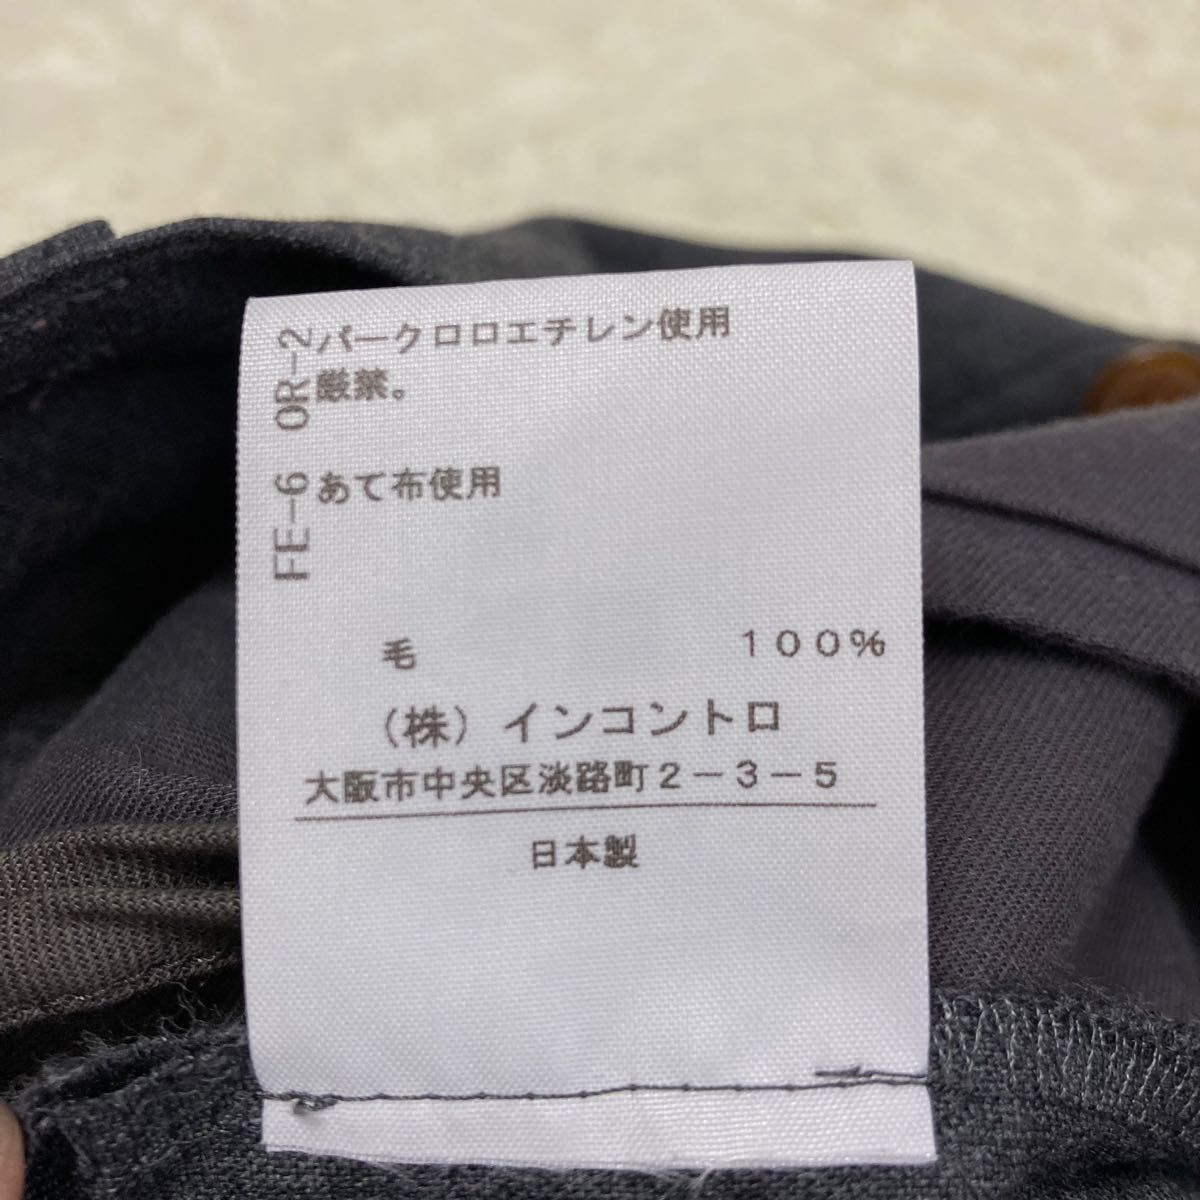 パークロロエチレン使用
厳禁。
あて布使用
FE-6 OR-2
毛 100%
(株)インコントロ
大阪市中央区淡路町2-3-5
日本製